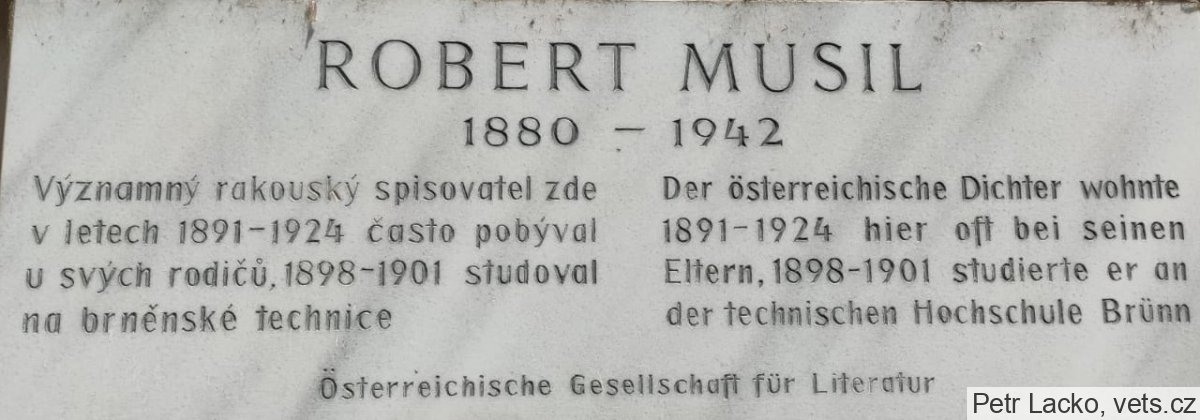 ROBERT MUSIL
1880 – 1942
Významný rakouský spisovatel zde
v letech 1891-1924 často pobýval
u svých rodičů, 1898-1901 studoval
na brněnské technice
Der österreichische Dichter wohnte
1891-1924 hier oft bei seinen
Eltern, 1898-1901 studierte er an
der technischen Hochschule Brünn
Österreichische Gesellschaft für Literatur
Petr Lacko, vets.cz